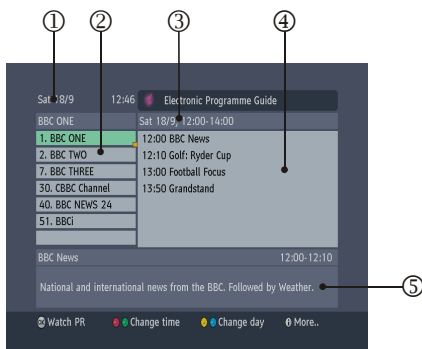 ① ② ③ ④
Sat 18/9 12:46 Electronic Programme Guide
BBC ONE Sat 18/9, 12:00-14:00
1. BBC ONE 12:00 BBC News
2. BBC TWO 12:10 Golf: Ryder Cup
7. BBC THREE 13:00 Football Focus
30. CBBC Channel 13:50 Grandstand
40. BBC NEWS 24
51. BBCi
BBC News 12:00-12:10
National and international news from the BBC. Followed by Weather. ⑤
OK Watch PR Change time Change day i More..